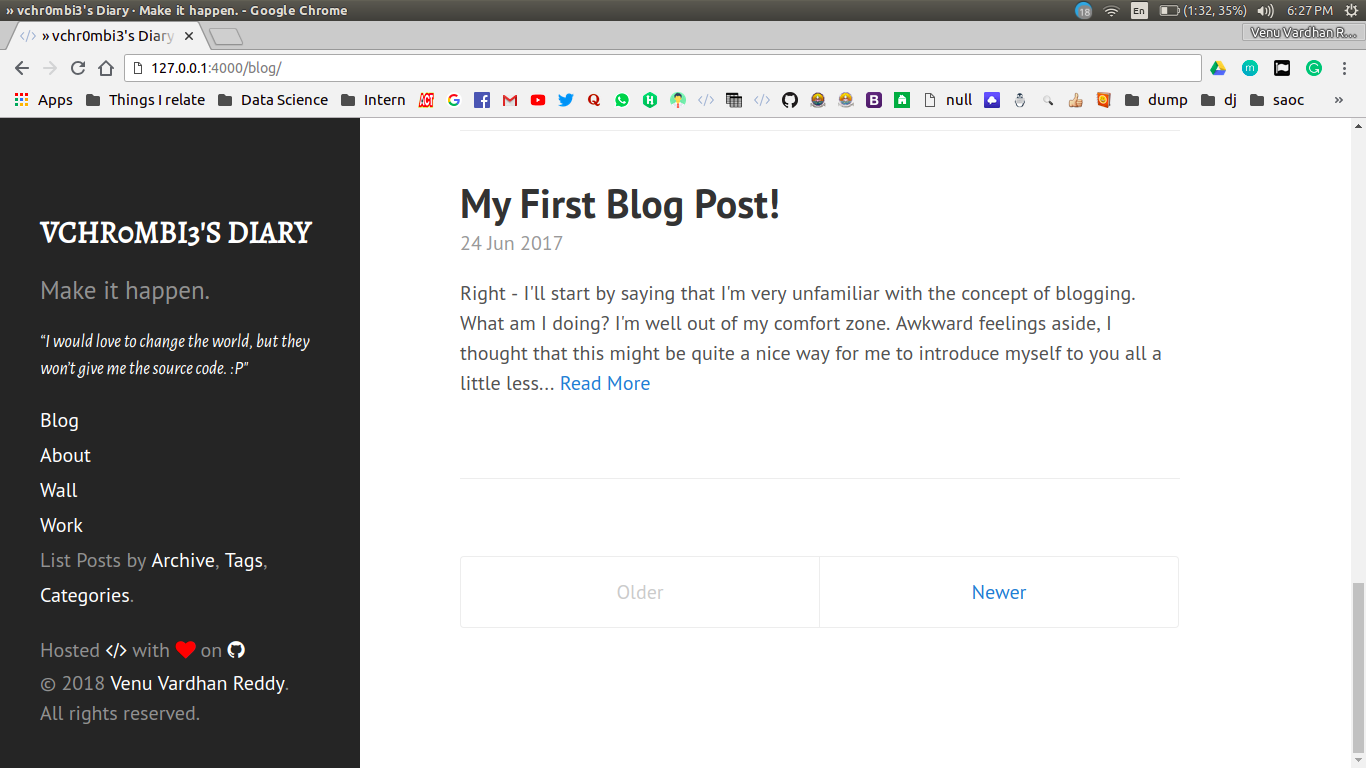 » vchr0mbi3's Diary · Make it happen. - Google Chrome
18 En (1:32, 35%) 6:27 PM
» vchr0mbi3's Diary
Venu Vardhan R...
127.0.0.1:4000/blog/
Apps Things I relate Data Science Intern ACT null dump dj saoc »
VCHR0MBI3'S DIARY
Make it happen.
“I would love to change the world, but they
won’t give me the source code. :P"
Blog
About
Wall
Work
List Posts by Archive, Tags,
Categories.
Hosted </> with on
© 2018 Venu Vardhan Reddy.
All rights reserved.
My First Blog Post!
24 Jun 2017
Right - I'll start by saying that I'm very unfamiliar with the concept of blogging.
What am I doing? I'm well out of my comfort zone. Awkward feelings aside, I
thought that this might be quite a nice way for me to introduce myself to you all a
little less... Read More
Older Newer